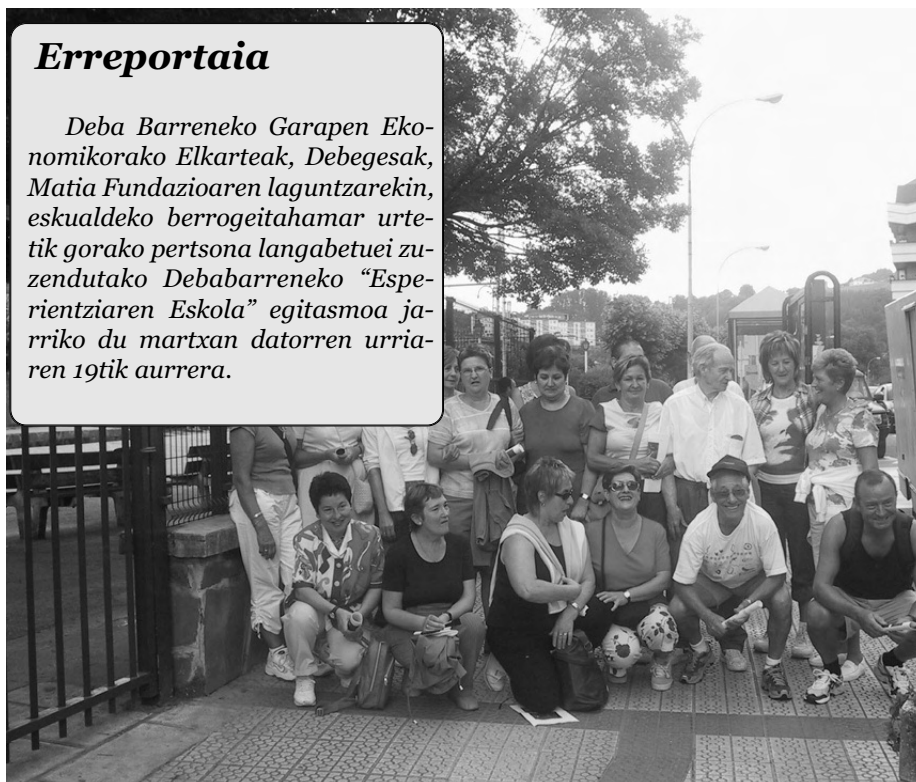 Erreportaia
Deba Barreneko Garapen Eko-
nomikorako Elkarteak, Debegesak,
Matia Fundazioaren laguntzarekin,
eskualdeko berrogeitahamar urte-
tik gorako pertsona langabetuei zu-
zendutako Debabarreneko “Espe-
rientziaren Eskola” egitasmoa ja-
rriko du martxan datorren urria-
ren 19tik aurrera.